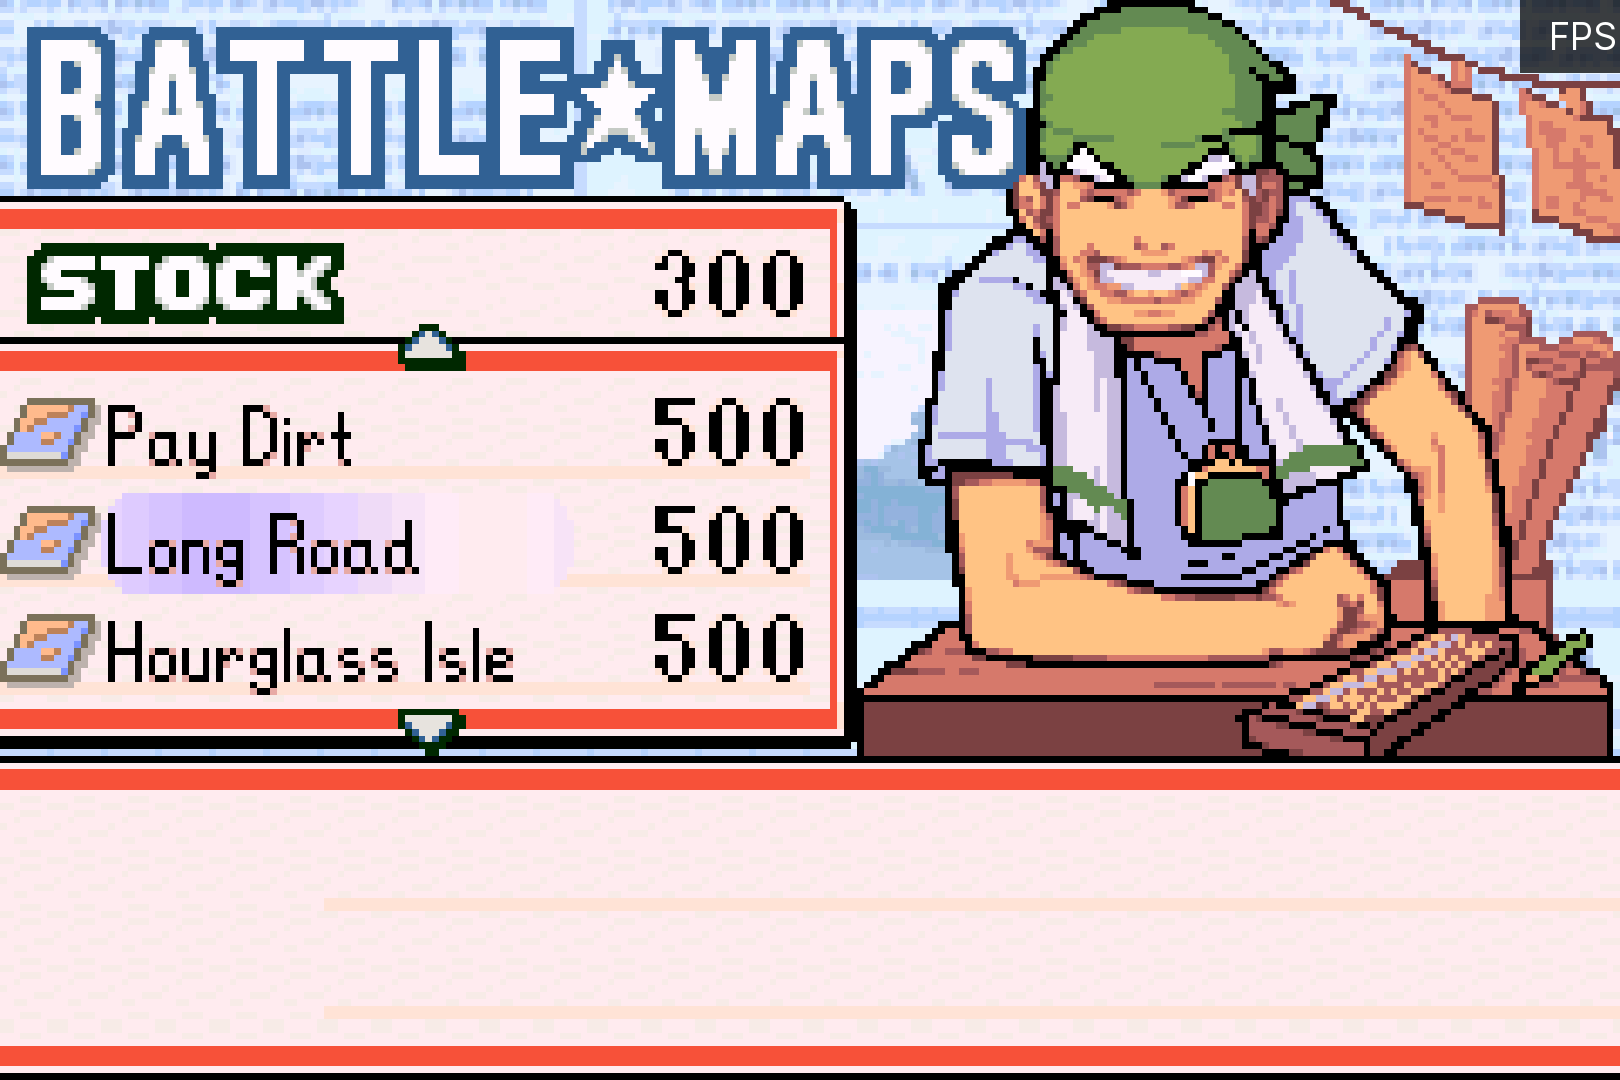 BATTLE★MAPS
FPS
STOCK 300
Pay Dirt 500
Long Road 500
Hourglass Isle 500